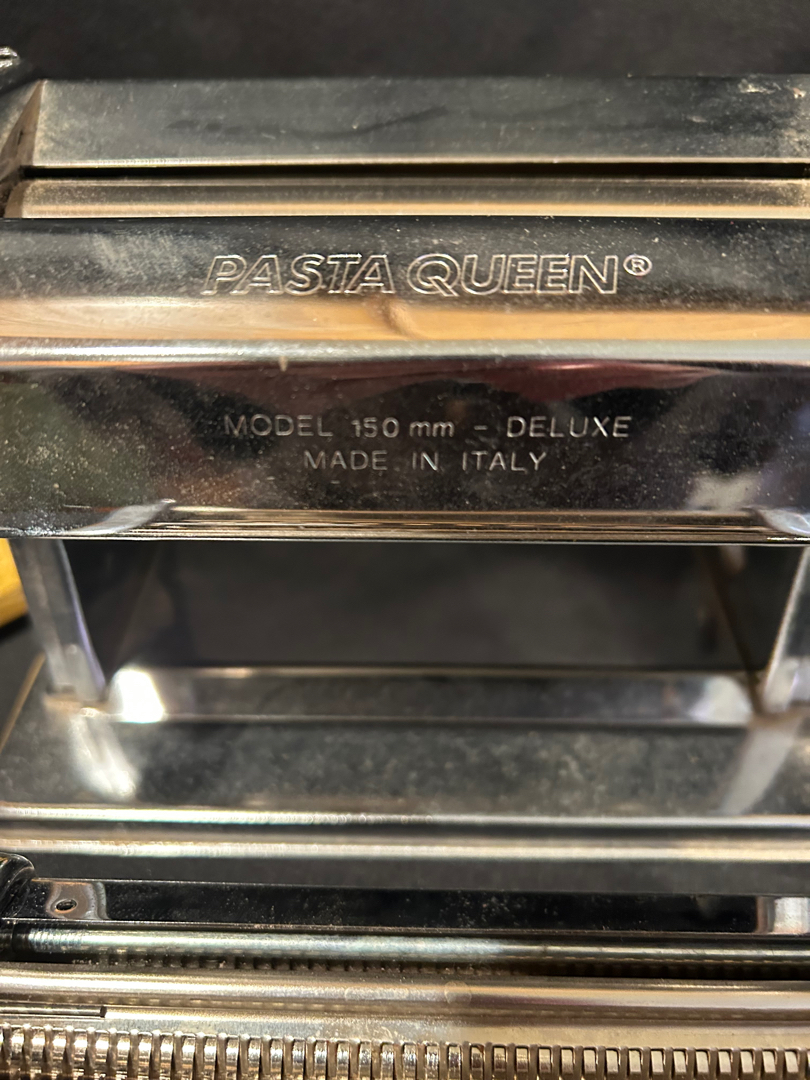 PASTA QUEEN®
MODEL 150 mm - DELUXE
MADE IN ITALY